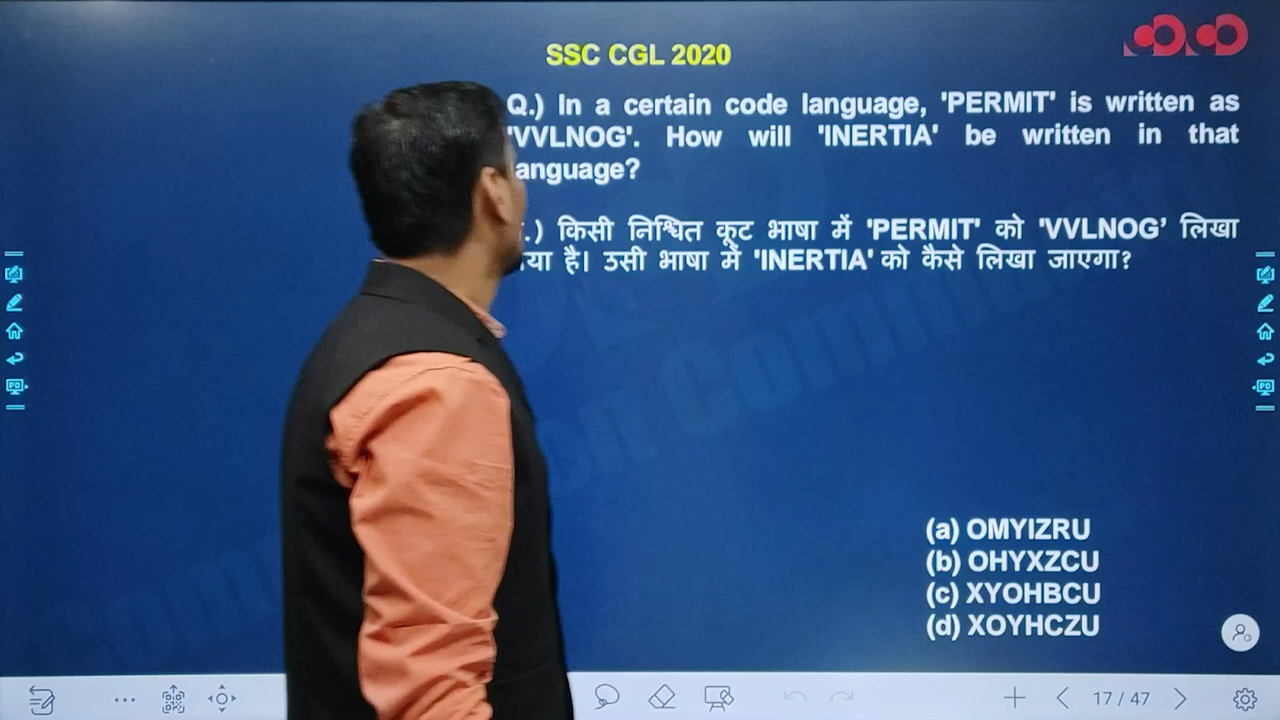 SSC CGL 2020
Q.) In a certain code language, 'PERMIT' is written as
'VVLNOG'. How will 'INERTIA' be written in that
anguage?
.) किसी निश्चित कूट भाषा में 'PERMIT' को 'VVLNOG’ लिखा
या है। उसी भाषा में 'INERTIA' को कैसे लिखा जाएगा?
(a) OMYIZRU
(b) OHYXZCU
(c) XYOHBCU
(d) XOYHCZU
17 / 47